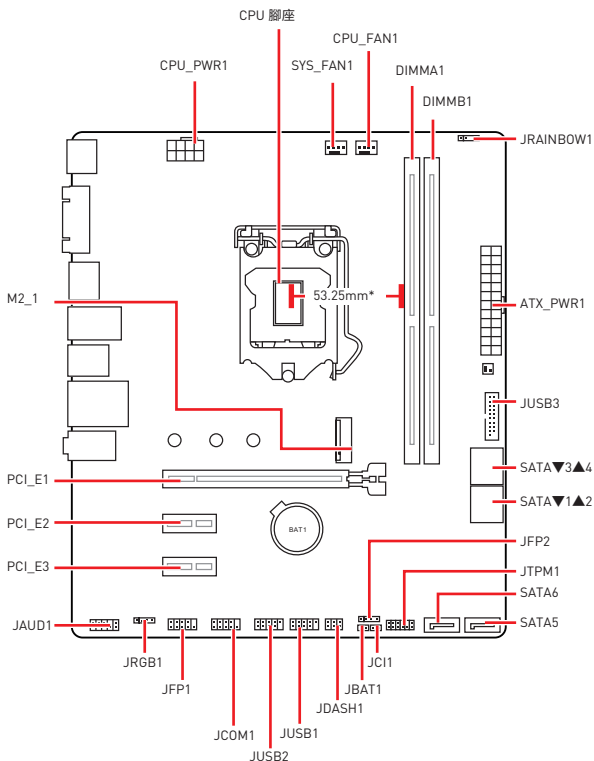 CPU 腳座
CPU_FAN1
CPU_PWR1
SYS_FAN1
DIMMA1
DIMMB1
JRAINBOW1
M2_1
53.25mm*
ATX_PWR1
JUSB3
SATA▼3▲4
PCI_E1
SATA▼1▲2
PCI_E2
BAT1
JFP2
PCI_E3
JTPM1
SATA6
JAUD1
SATA5
JRGB1
JCI1
JFP1
JBAT1
JDASH1
JCOM1
JUSB1
JUSB2